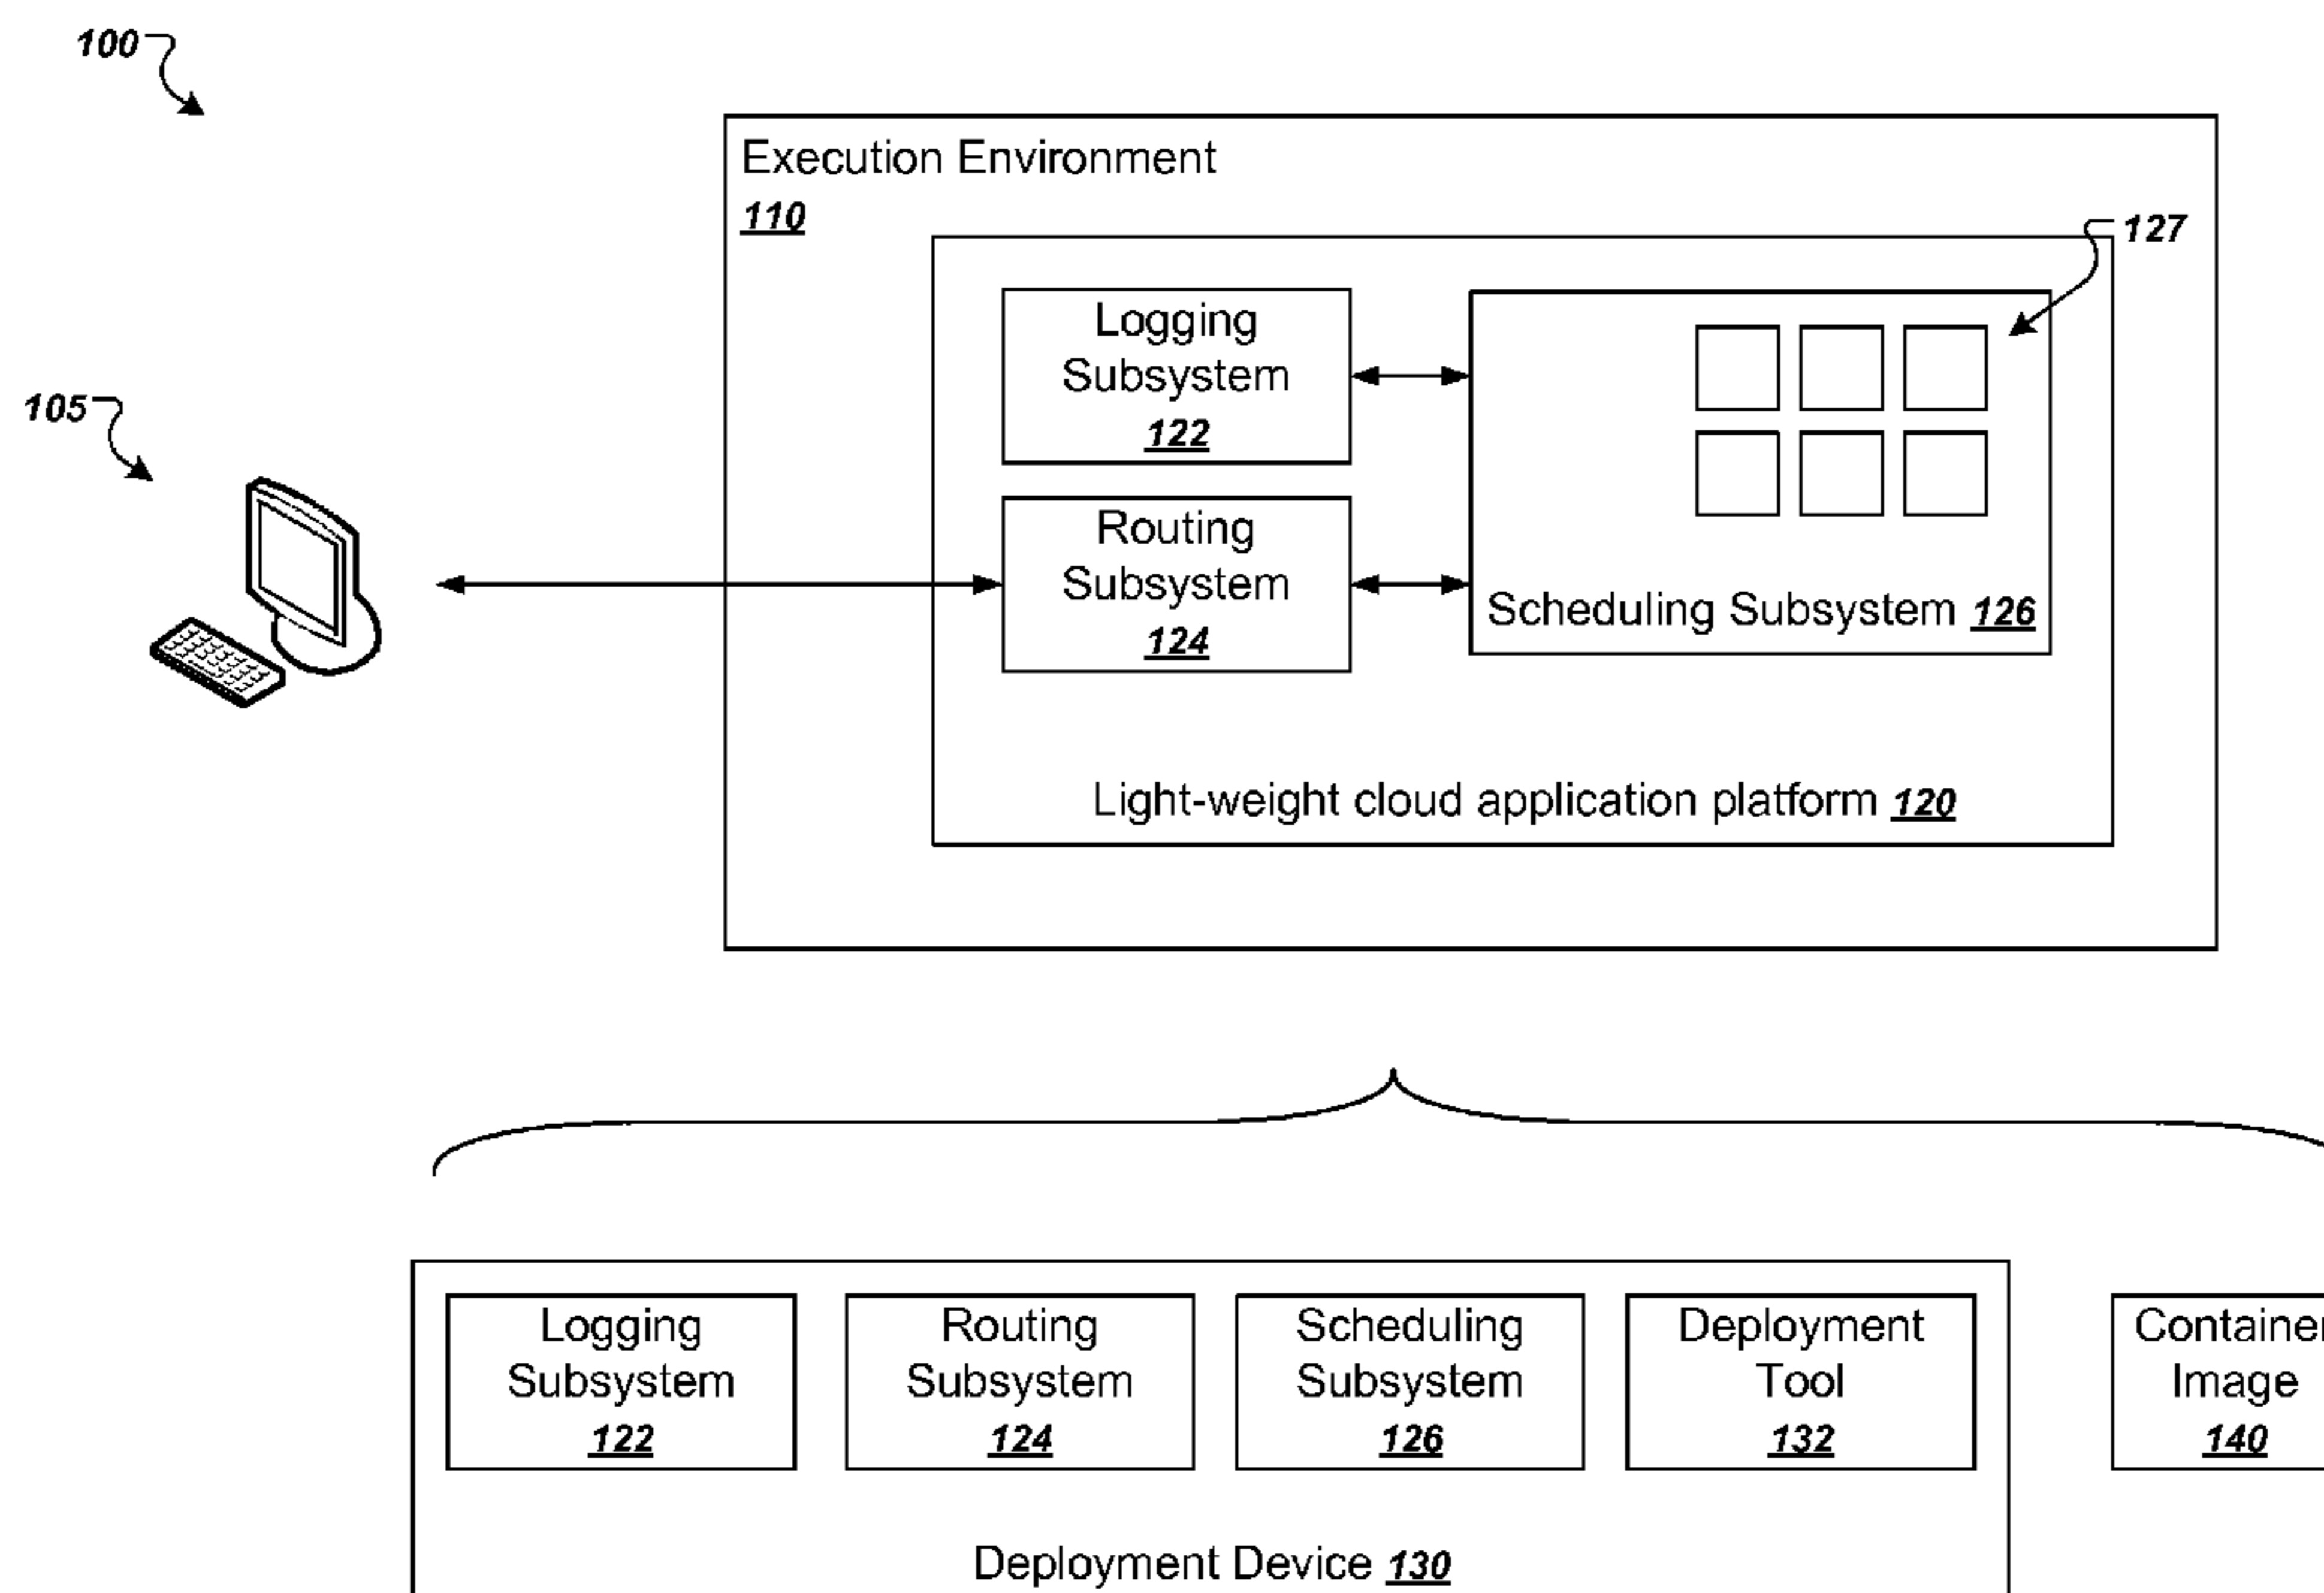 100
Execution Environment
110
127
Logging
Subsystem
122
105
Routing
Subsystem
124
Scheduling Subsystem 126
Light-weight cloud application platform 120
Logging
Subsystem
122
Routing
Subsystem
124
Scheduling
Subsystem
126
Deployment
Tool
132
Container
Image
140
Deployment Device 130